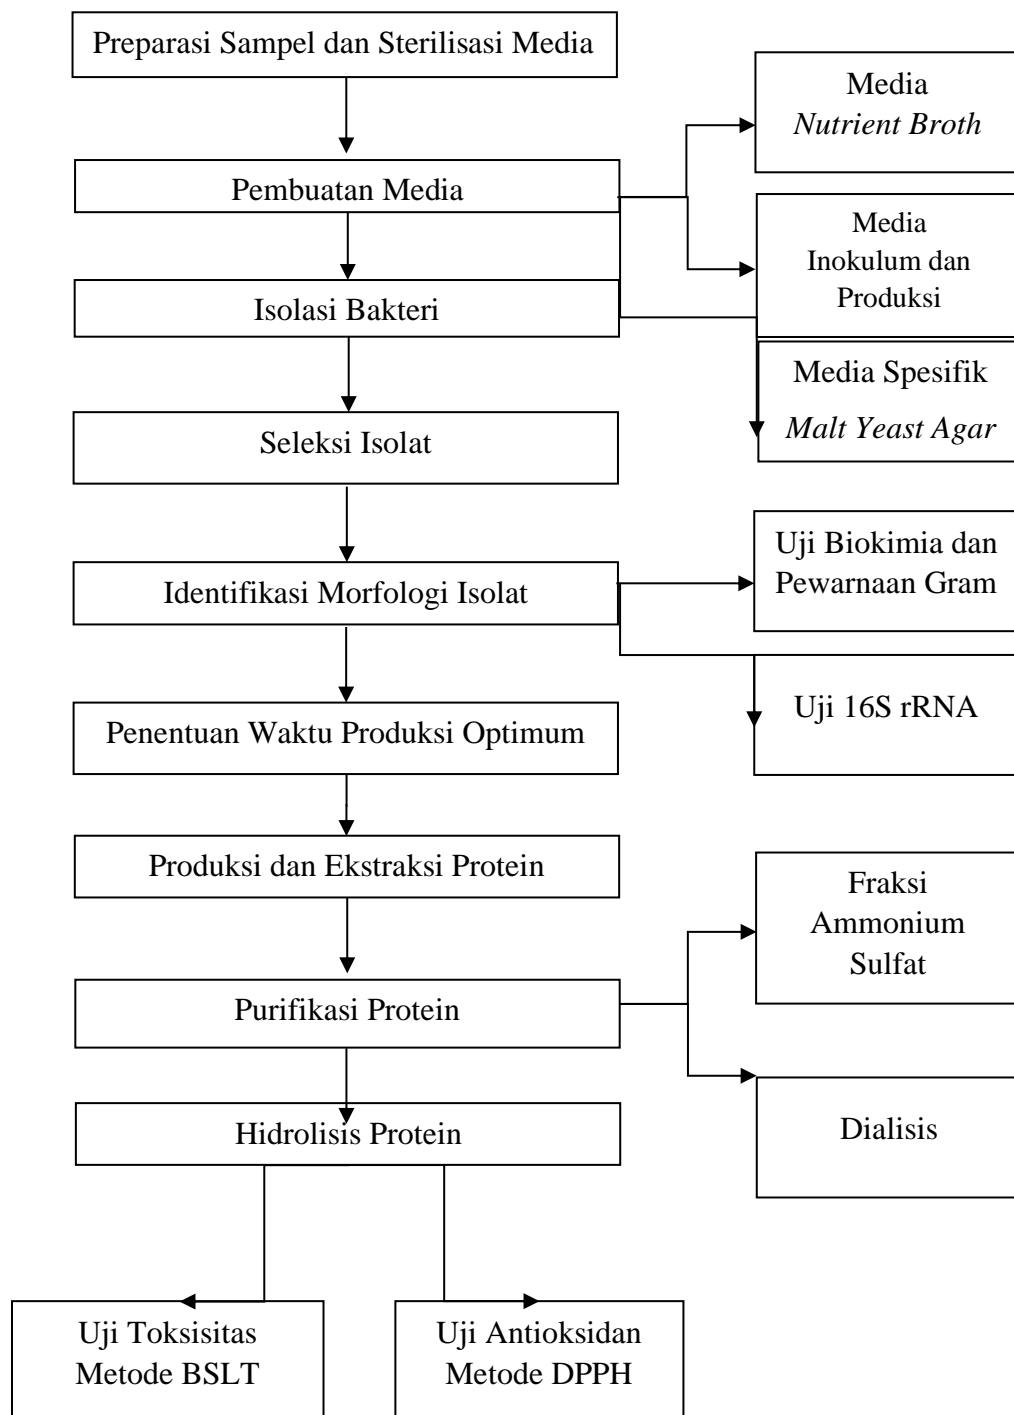 Preparasi Sampel dan Sterilisasi Media
Media
Nutrient Broth
Pembuatan Media
Media
Inokulum dan
Produksi
Isolasi Bakteri
Media Spesifik
Malt Yeast Agar
Seleksi Isolat
Uji Biokimia dan
Pewarnaan Gram
Identifikasi Morfologi Isolat
Uji 16S rRNA
Penentuan Waktu Produksi Optimum
Produksi dan Ekstraksi Protein
Fraksi
Ammonium
Sulfat
Purifikasi Protein
Hidrolisis Protein
Dialisis
Uji Toksisitas
Metode BSLT
Uji Antioksidan
Metode DPPH